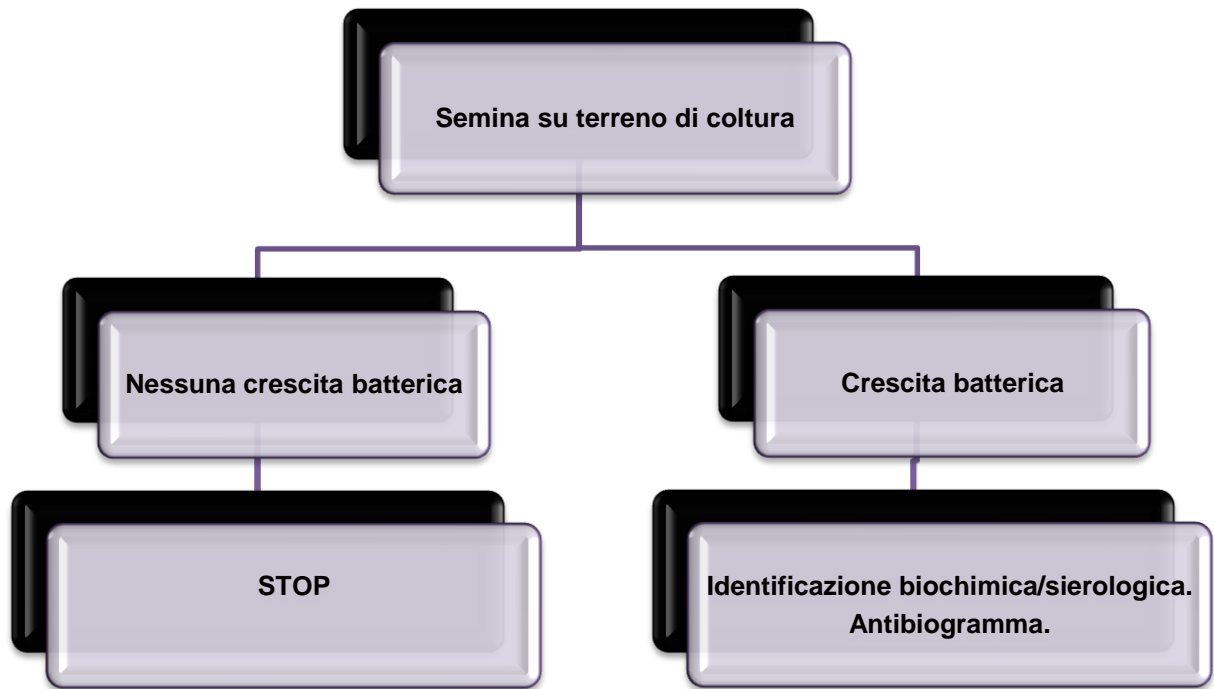 Semina su terreno di coltura
Nessuna crescita batterica
Crescita batterica
STOP
Identificazione biochimica/sierologica.
Antibiogramma.